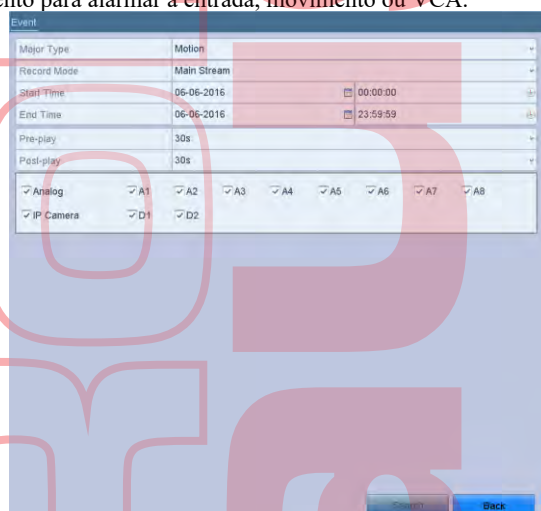 ento para alarmar a entrada, movimento ou VCA.
Event
Major Type Motion
Record Mode Main Stream
Start Time 06-06-2016 00:00:00
End Time 06-06-2016 23:59:59
Pre-play 30s
Post-play 30s
Analog A1 A2 A3 A4 A5 A6 A7 A8
IP Camera D1 D2
Search Back